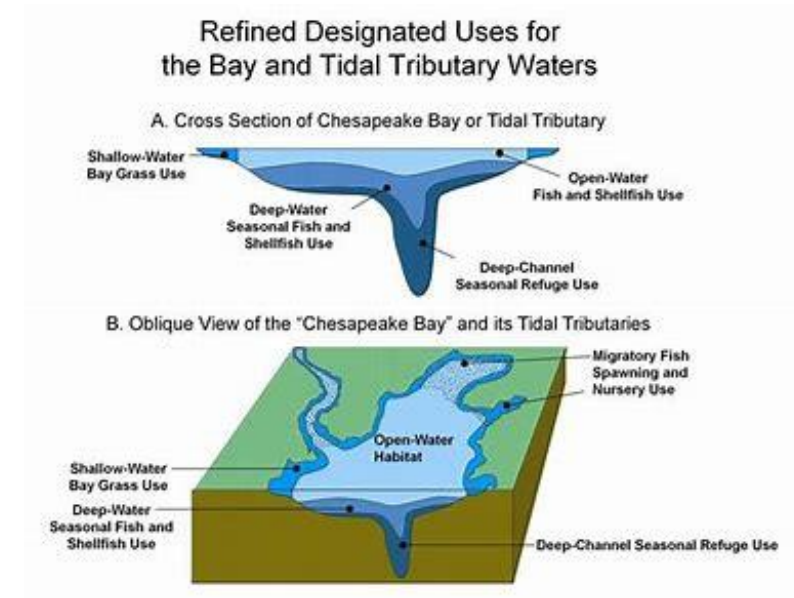 Refined Designated Uses for
the Bay and Tidal Tributary Waters
A. Cross Section of Chesapeake Bay or Tidal Tributary
Shallow-Water
Bay Grass Use
Open-Water
Fish and Shellfish Use
Deep-Water
Seasonal Fish and
Shellfish Use
Deep-Channel
Seasonal Refuge Use
B. Oblique View of the “Chesapeake Bay” and its Tidal Tributaries
Migratory Fish
Spawning and
Nursery Use
Open-Water
Habitat
Shallow-Water
Bay Grass Use
Deep-Water
Seasonal Fish and
Shellfish Use
Deep-Channel Seasonal Refuge Use